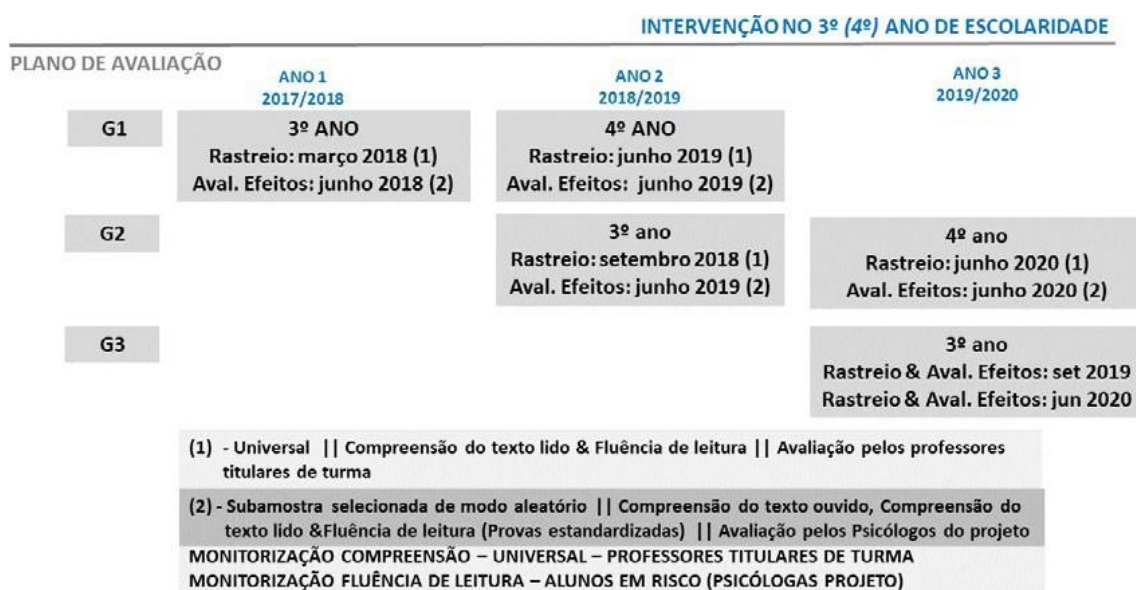 INTERVENÇÃO NO 3º (4º) ANO DE ESCOLARIDADE
PLANO DE AVALIAÇÃO
ANO 1
2017/2018
ANO 2
2018/2019
ANO 3
2019/2020
G1
3º ANO
Rastreio: março 2018 (1)
Aval. Efeitos: junho 2018 (2)
4º ANO
Rastreio: junho 2019 (1)
Aval. Efeitos: junho 2019 (2)
G2
3º ano
Rastreio: setembro 2018 (1)
Aval. Efeitos: junho 2019 (2)
4º ano
Rastreio: junho 2020 (1)
Aval. Efeitos: junho 2020 (2)
G3
3º ano
Rastreio & Aval. Efeitos: set 2019
Rastreio & Aval. Efeitos: jun 2020
(1) - Universal || Compreensão do texto lido & Fluência de leitura || Avaliação pelos professores
titulares de turma
(2) - Subamostra selecionada de modo aleatório || Compreensão do texto ouvido, Compreensão do
texto lido &Fluência de leitura (Provas estandardizadas) || Avaliação pelos Psicólogos do projeto
MONITORIZAÇÃO COMPREENSÃO – UNIVERSAL – PROFESSORES TITULARES DE TURMA
MONITORIZAÇÃO FLUÊNCIA DE LEITURA – ALUNOS EM RISCO (PSICÓLOGAS PROJETO)